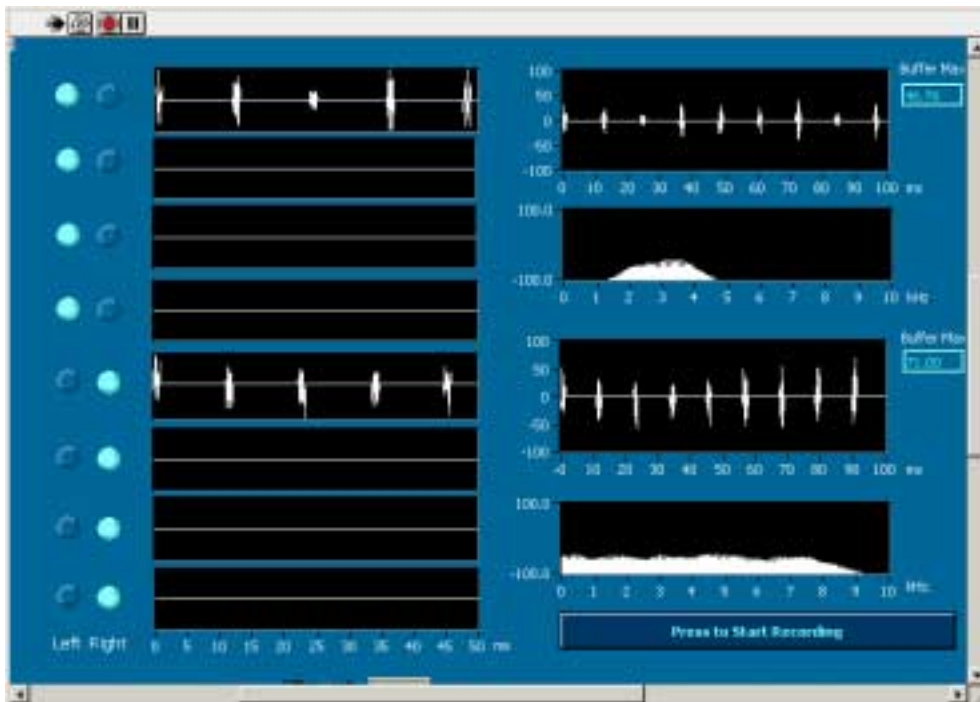 Left Right
0 5 10 15 20 25 30 35 40 45 50 ms
Buffer Max
100
50
0
-50
-100
0 10 20 30 40 50 60 70 80 90 100 ms
100.0
-100.0
0 1 2 3 4 5 6 7 8 9 10 kHz
Buffer Max
71.00
100
50
0
-50
-100
-0 10 20 30 40 50 60 70 80 90 100 ms
100.0
-100.0
0 1 2 3 4 5 6 7 8 9 10 kHz
Press to Start Recording